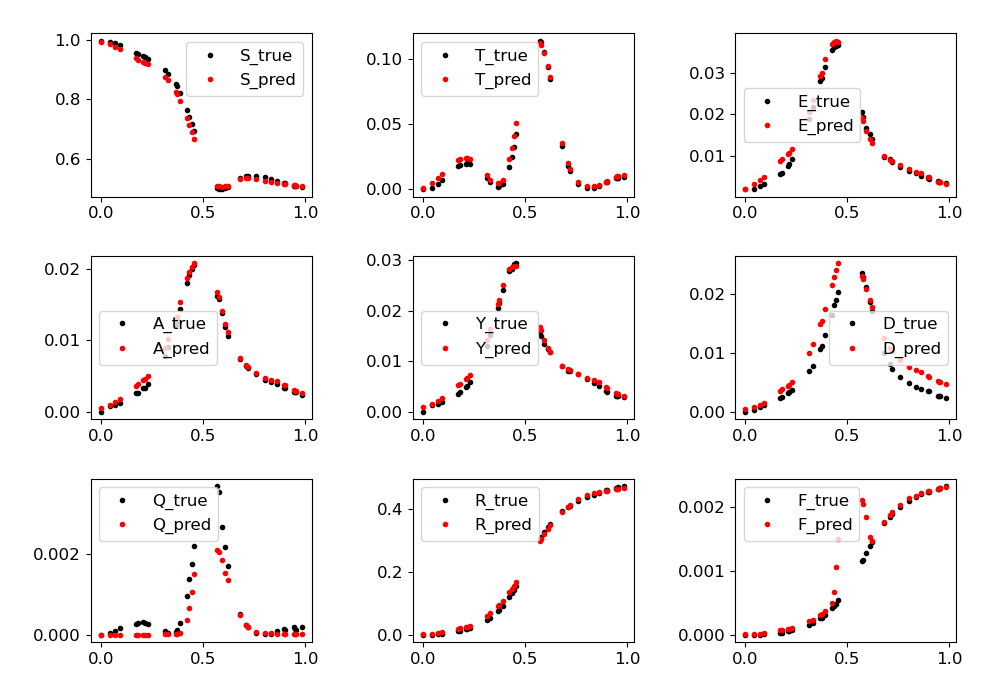 1.0
0.8
0.6
0.0 0.5 1.0
S_true
S_pred
0.10
0.05
0.00
0.0 0.5 1.0
T_true
T_pred
0.03
0.02
0.01
0.0 0.5 1.0
E_true
E_pred
0.02
0.01
0.00
0.0 0.5 1.0
A_true
A_pred
0.03
0.02
0.01
0.00
0.0 0.5 1.0
Y_true
Y_pred
0.02
0.01
0.00
0.0 0.5 1.0
D_true
D_pred
0.002
0.000
0.0 0.5 1.0
Q_true
Q_pred
0.4
0.2
0.0
0.0 0.5 1.0
R_true
R_pred
0.002
0.001
0.000
0.0 0.5 1.0
F_true
F_pred